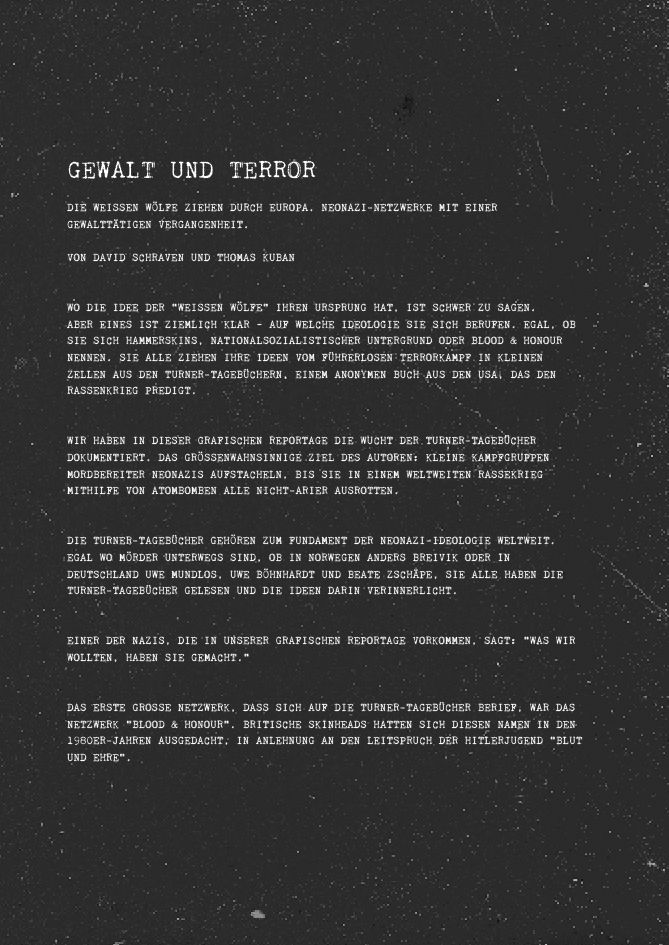 GEWALT UND TERROR
DIE WEISSEN WÖLFE ZIEHEN DURCH EUROPA. NEONAZI-NETZWERKE MIT EINER
GEWALTTÄTIGEN VERGANGENHEIT.
VON DAVID SCHRAVEN UND THOMAS KUBAN
WO DIE IDEE DER "WEISSEN WÖLFE" IHREN URSPRUNG HAT, IST SCHWER ZU SAGEN.
ABER EINES IST ZIEMLICH KLAR - AUF WELCHE IDEOLOGIE SIE SICH BERUFEN. EGAL, OB
SIE SICH HAMMERSKINS, NATIONALSOZIALISTISCHER UNTERGRUND ODER BLOOD & HONOUR
NENNEN. SIE ALLE ZIEHEN IHRE IDEEN VOM FÜHRERLOSEN TERRORKAMPF IN KLEINEN
ZELLEN AUS DEN TURNER-TAGEBÜCHERN, EINEM ANONYMEN BUCH AUS DEN USA, DAS DEN
RASSENKRIEG PREDIGT.
WIR HABEN IN DIESER GRAFISCHEN REPORTAGE DIE WUCHT DER TURNER-TAGEBÜCHER
DOKUMENTIERT. DAS GRÖSSENWAHNSINNIGE ZIEL DES AUTOREN: KLEINE KAMPFGRUPPEN
MORDBEREITER NEONAZIS AUFSTACHELN, BIS SIE IN EINEM WELTWEITEN RASSEKRIEG
MITHILFE VON ATOMBOMBEN ALLE NICHT-ARIER AUSROTTEN.
DIE TURNER-TAGEBÜCHER GEHÖREN ZUM FUNDAMENT DER NEONAZI-IDEOLOGIE WELTWEIT.
EGAL WO MÖRDER UNTERWEGS SIND, OB IN NORWEGEN ANDERS BREIVIK ODER IN
DEUTSCHLAND UWE MUNDLOS, UWE BÖHNHARDT UND BEATE ZSCHÄPE, SIE ALLE HABEN DIE
TURNER-TAGEBÜCHER GELESEN UND DIE IDEEN DARIN VERINNERLICHT.
EINER DER NAZIS, DIE IN UNSERER GRAFISCHEN REPORTAGE VORKOMMEN, SAGT: "WAS WIR
WOLLTEN, HABEN SIE GEMACHT."
DAS ERSTE GROSSE NETZWERK, DASS SICH AUF DIE TURNER-TAGEBÜCHER BERIEF, WAR DAS
NETZWERK "BLOOD & HONOUR". BRITISCHE SKINHEADS HATTEN SICH DIESEN NAMEN IN DEN
1980ER-JAHREN AUSGEDACHT, IN ANLEHNUNG AN DEN LEITSPRUCH DER HITLERJUGEND "BLUT
UND EHRE".